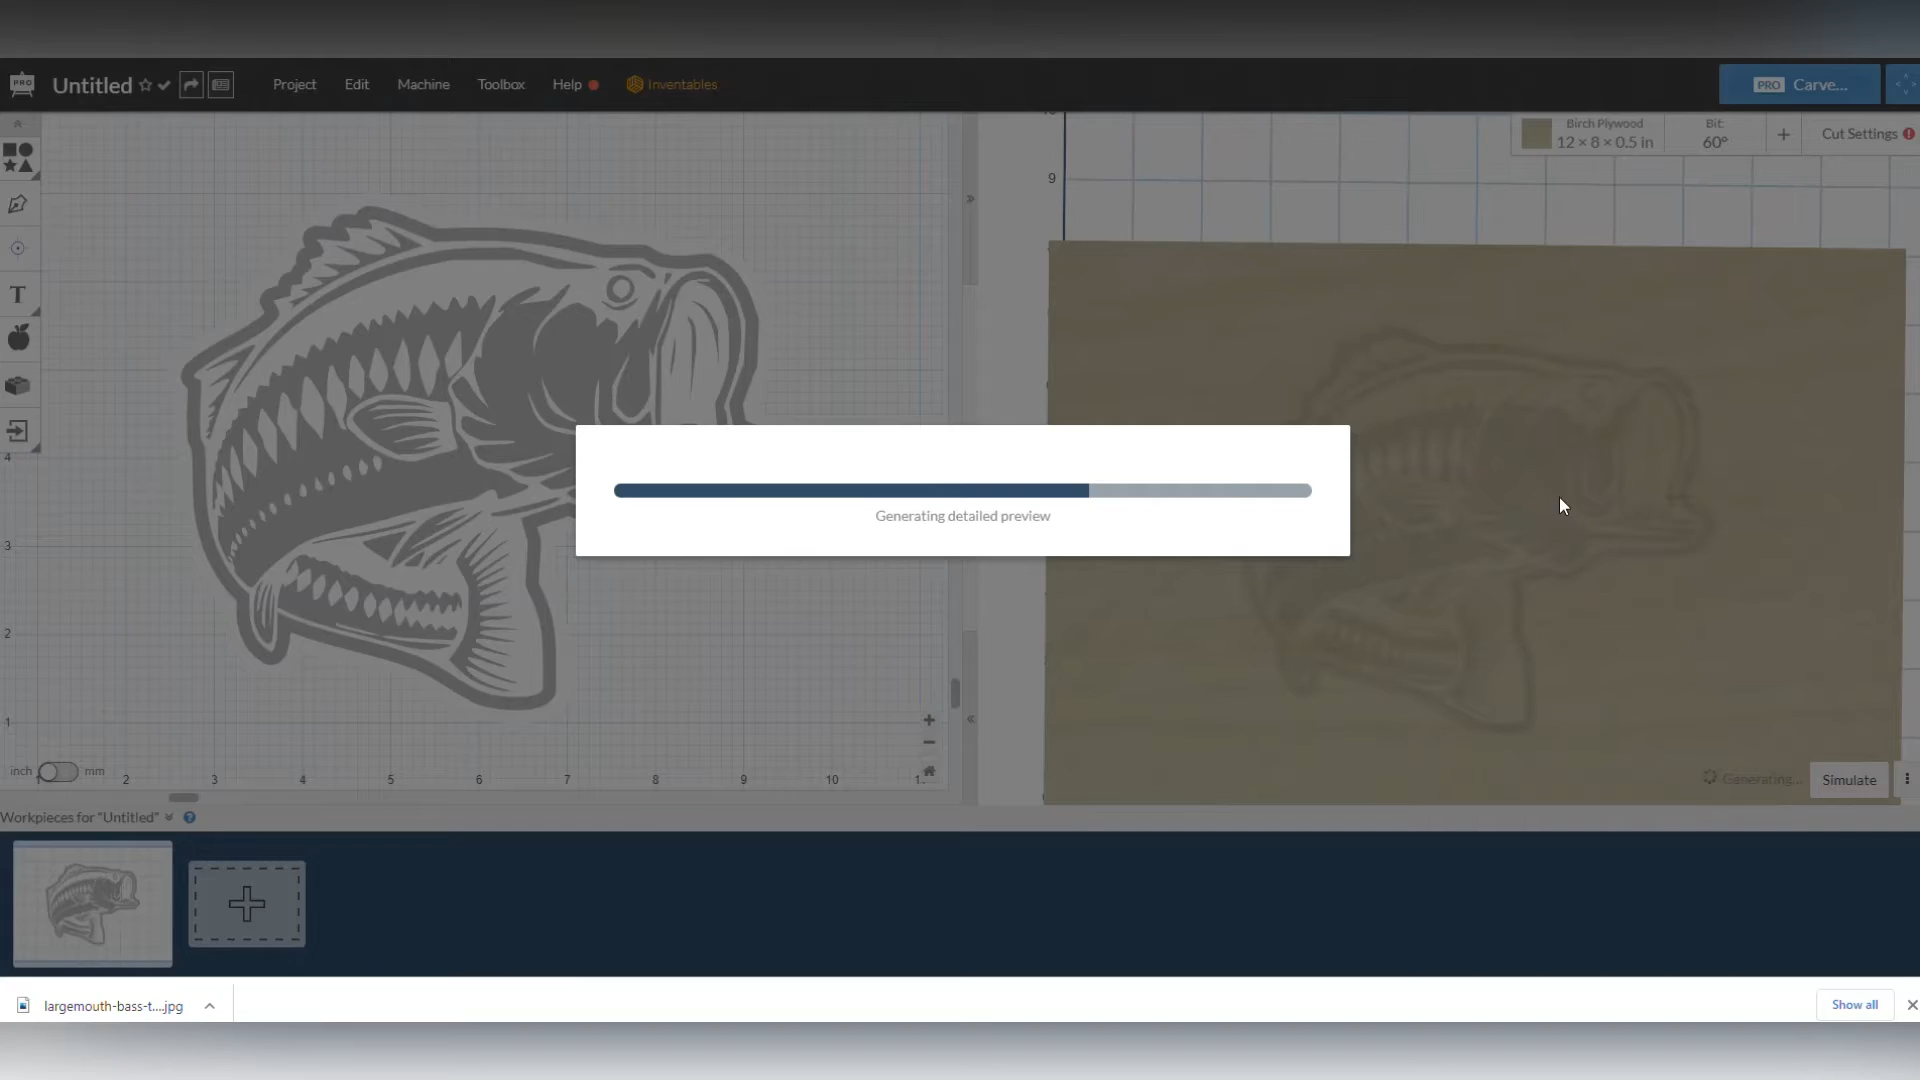 PRO Untitled Project Edit Machine Toolbox Help Inventables PRO Carve...
Birch Plywood
12 × 8 × 0.5 in
Bit:
60°
+
Cut Settings
9
T
Generating detailed preview
4
3
2
1
inch mm 2 3 4 5 6 7 8 9 10
Generating... Simulate
Workpieces for "Untitled" ?
largemouth-bass-t....jpg
Show all